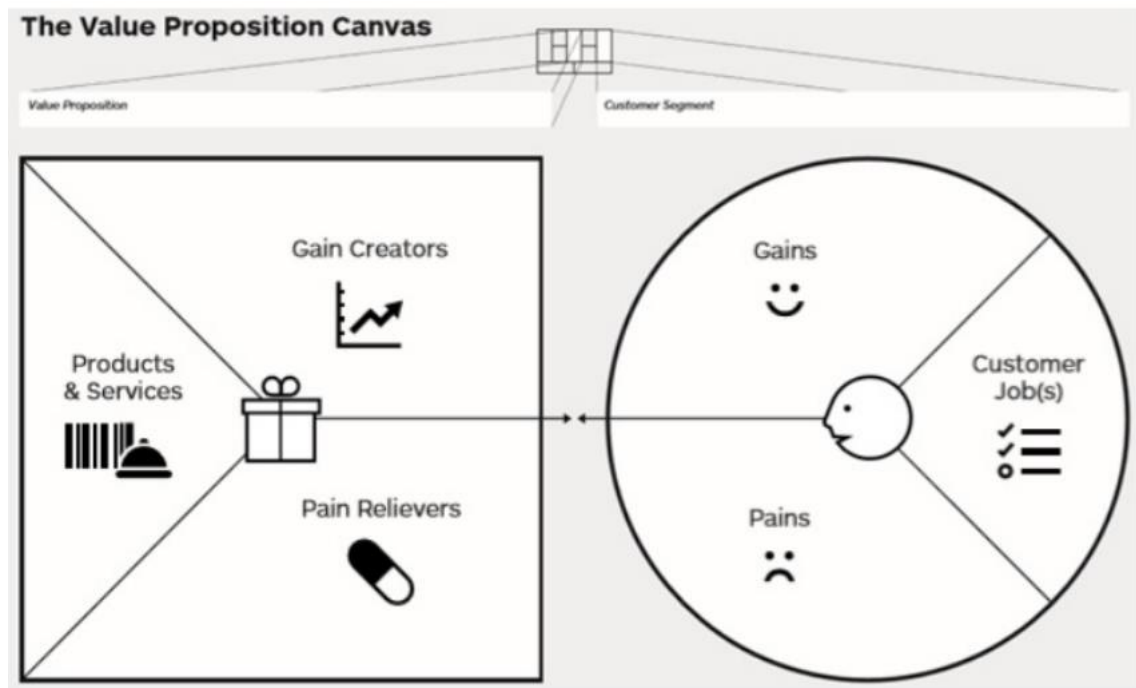 The Value Proposition Canvas
Value Proposition
Customer Segment
Gain Creators
Products
& Services
Pain Relievers
Gains
Customer
Job(s)
Pains